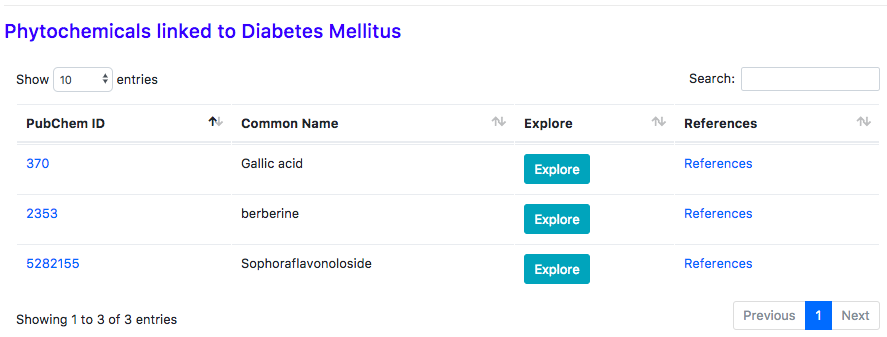 Phytochemicals linked to Diabetes Mellitus
Show 10 entries Search:
PubChem ID Common Name Explore References
370 Gallic acid Explore References
2353 berberine Explore References
5282155 Sophoraflavonoloside Explore References
Showing 1 to 3 of 3 entries Previous 1 Next